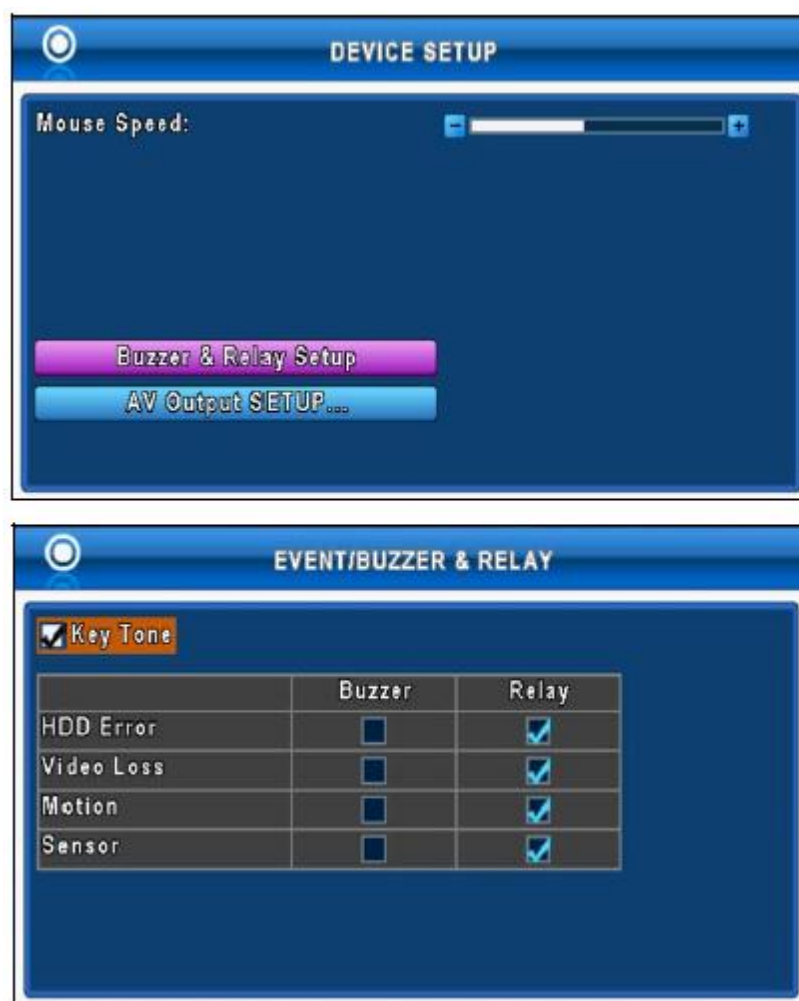 DEVICE SETUP
Mouse Speed:
Buzzer & Relay Setup
AV Output SETUP...
EVENT/BUZZER & RELAY
Key Tone
Buzzer Relay
HDD Error
Video Loss
Motion
Sensor